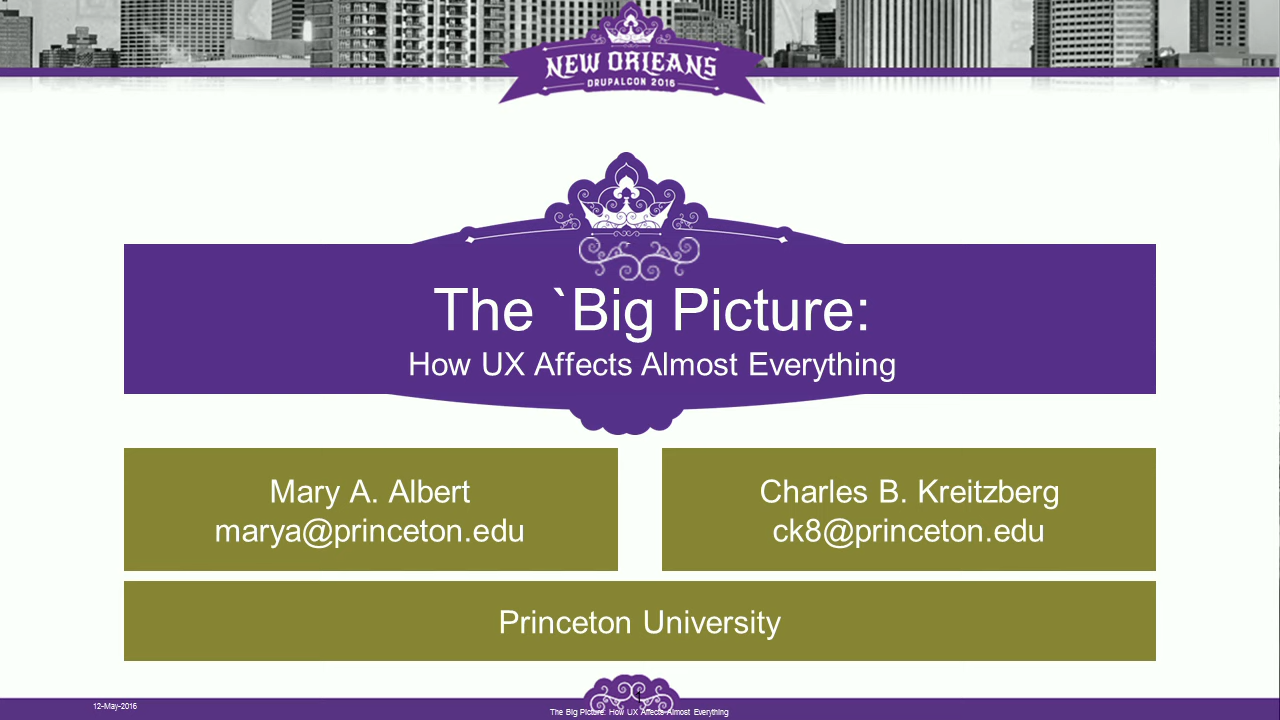 NEW ORLEANS
DRUPALCON 2016
The `Big Picture:
How UX Affects Almost Everything
Mary A. Albert
marya@princeton.edu
Charles B. Kreitzberg
ck8@princeton.edu
Princeton University
12-May-2016
1
The Big Picture: How UX Affects Almost Everything